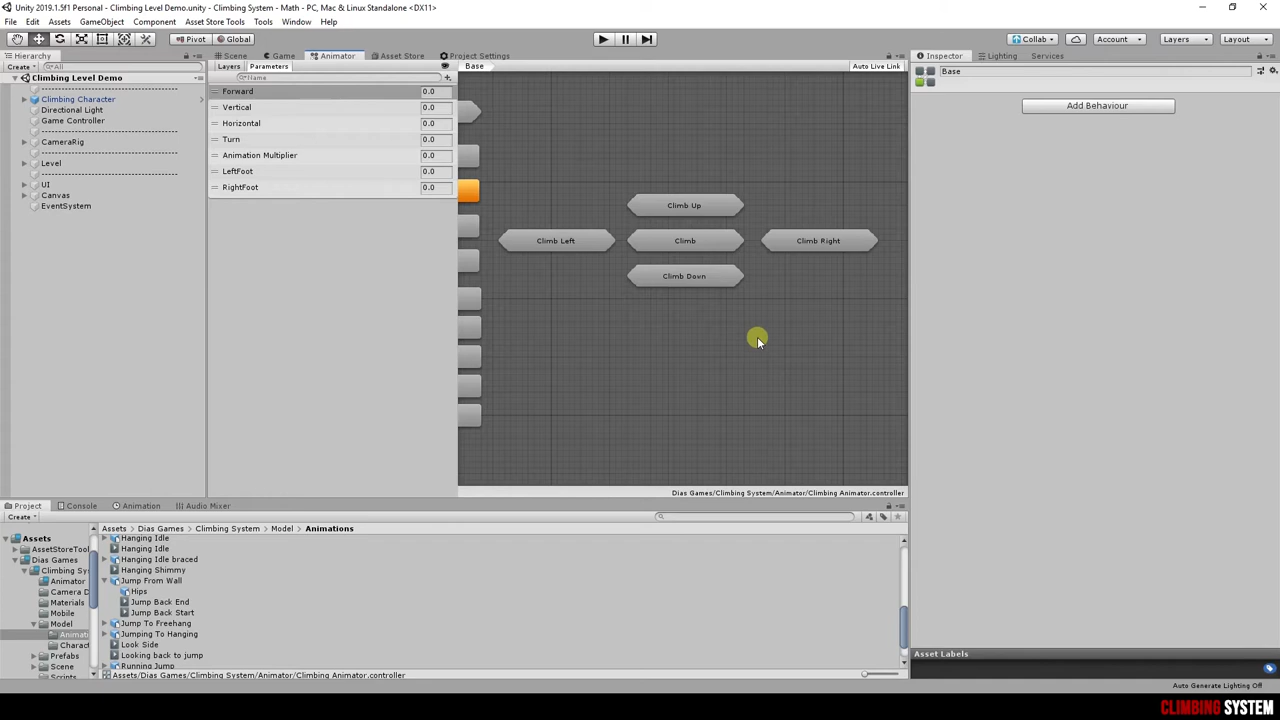 Unity 2019.1.5f1 Personal - Climbing Level Demo.unity - Climbing System - Math - PC, Mac & Linux Standalone <DX11>
File Edit Assets GameObject Component Asset Store Tools Tools Window Help
Pivot Global Collab Account Layers Layout
Hierarchy Scene Game Animator Asset Store Project Settings Inspector Lighting Services
Create All Layers Parameters Base Auto Live Link
Base
Name
Climbing Level Demo
Climbing Character
Directional Light
Game Controller
CameraRig
Level
UI
Canvas
EventSystem
Forward 0.0
Vertical 0.0
Horizontal 0.0
Turn 0.0
Animation Multiplier 0.0
LeftFoot 0.0
RightFoot 0.0
Climb Up
Climb Left Climb Climb Right
Climb Down
Add Behaviour
Dias Games/Climbing System/Animator/Climbing Animator.controller
Project Console Animation Audio Mixer
Create
Assets
AssetStoreTool
Dias Games
Climbing Sy
Animator
Camera D
Materials
Mobile
Model
Animati
Charact
Prefabs
Scene
Scripts
Assets Dias Games Climbing System Model Animations
Hanging Idle
Hanging Idle
Hanging Idle braced
Hanging Shimmy
Jump From Wall
Hips
Jump Back End
Jump Back Start
Jump To Freehang
Jumping To Hanging
Look Side
Looking back to jump
Running Jump
Assets/Dias Games/Climbing System/Animator/Climbing Animator.controller
Asset Labels
Auto Generate Lighting Off
CLIMBING SYSTEM